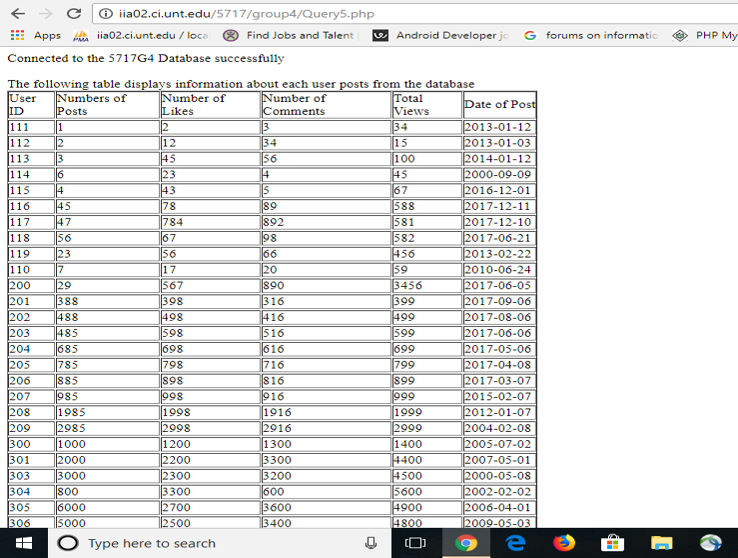 iia02.ci.unt.edu/5717/group4/Query5.php
Apps PMA iia02.ci.unt.edu / loca Find Jobs and Talent Android Developer jo G forums on informatio PHP My
Connected to the 5717G4 Database successfully
The following table displays information about each user posts from the database
User ID Numbers of Posts Number of Likes Number of Comments Total Views Date of Post
111 1 2 3 34 2013-01-12
112 2 12 34 15 2013-01-03
113 3 45 56 100 2014-01-12
114 6 23 4 45 2000-09-09
115 4 43 5 67 2016-12-01
116 45 78 89 588 2017-12-11
117 47 784 892 581 2017-12-10
118 56 67 98 582 2017-06-21
119 23 56 66 456 2013-02-22
110 7 17 20 59 2010-06-24
200 29 567 890 3456 2017-06-05
201 388 398 316 399 2017-09-06
202 488 498 416 499 2017-08-06
203 485 598 516 599 2017-06-06
204 685 698 616 699 2017-05-06
205 785 798 716 799 2017-04-08
206 885 898 816 899 2017-03-07
207 985 998 916 999 2015-02-07
208 1985 1998 1916 1999 2012-01-07
209 2985 2998 2916 2999 2004-02-08
300 1000 1200 1300 1400 2005-07-02
301 2000 2200 3300 4400 2007-05-01
303 3000 2300 3200 4500 2000-05-08
304 800 3300 600 5600 2002-02-02
305 6000 2700 3600 4900 2006-04-01
306 5000 2500 3400 4800 2009-05-03
Type here to search